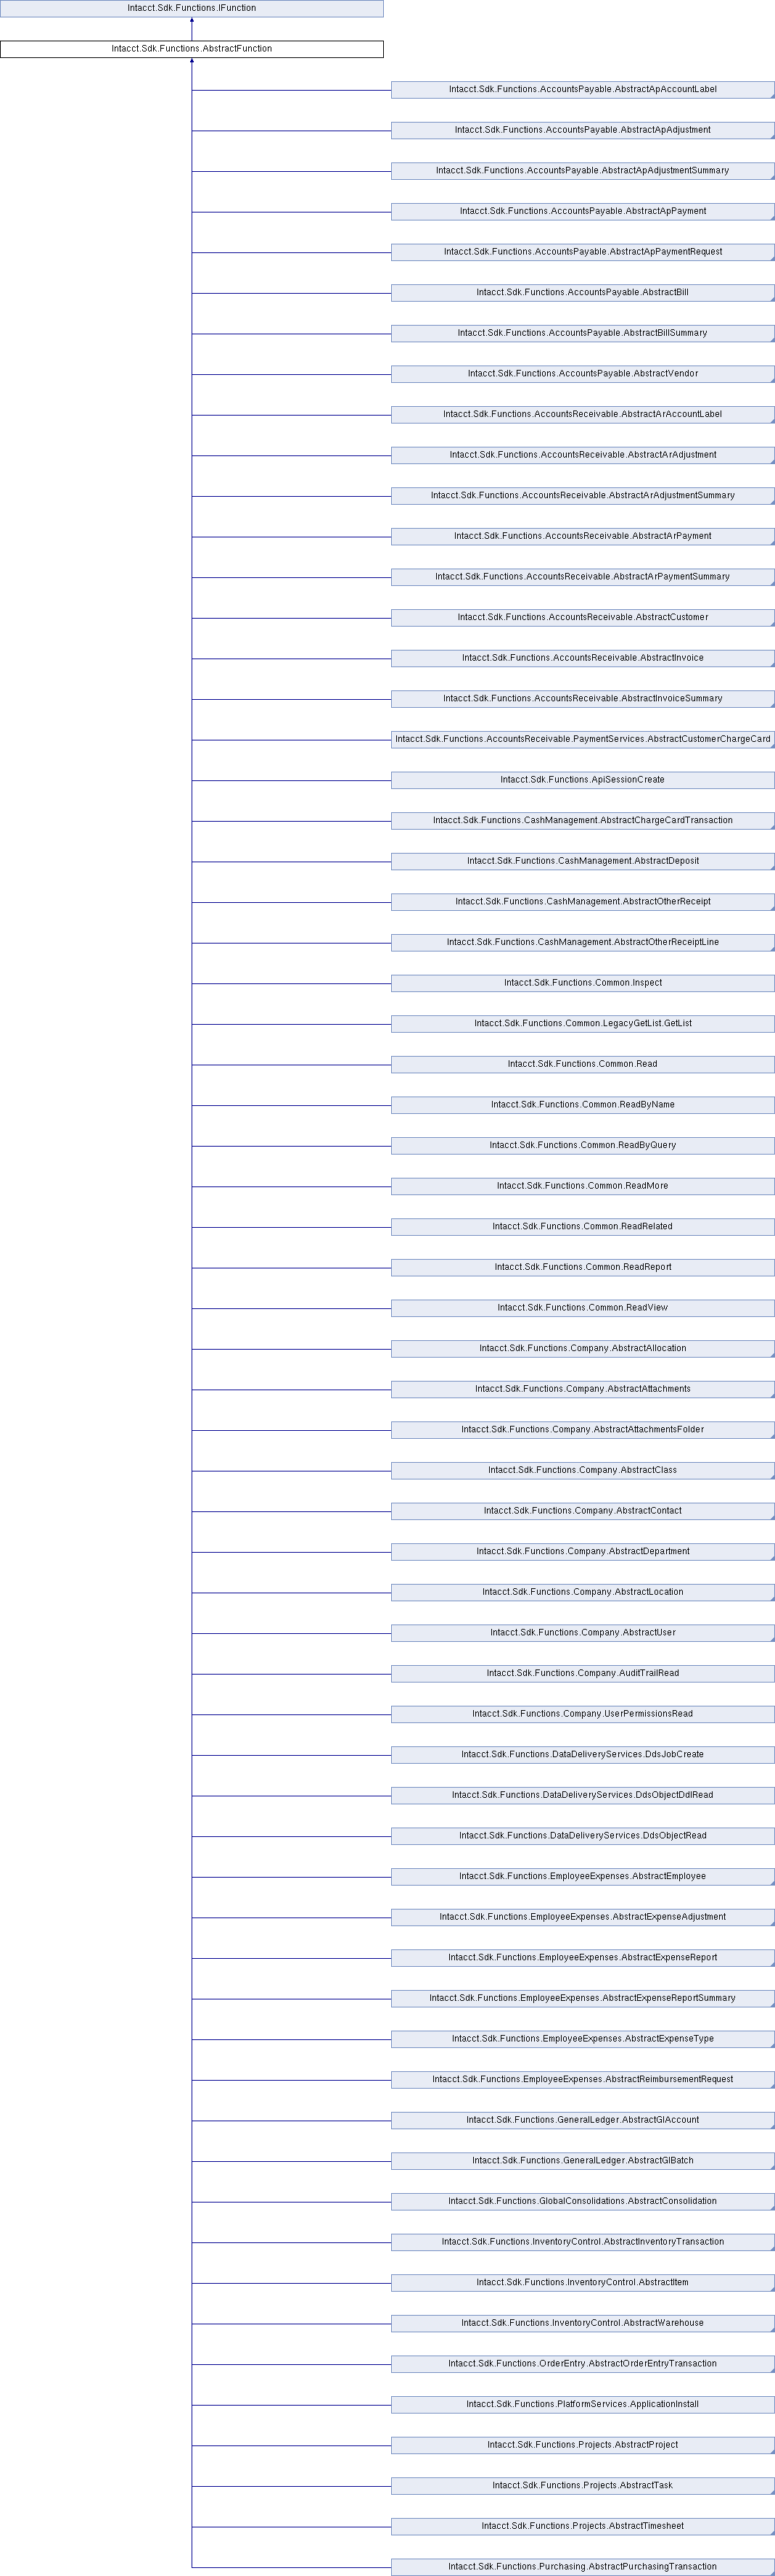 Intacct.Sdk.Functions.IFunction
Intacct.Sdk.Functions.AbstractFunction
Intacct.Sdk.Functions.AccountsPayable.AbstractApAccountLabel
Intacct.Sdk.Functions.AccountsPayable.AbstractApAdjustment
Intacct.Sdk.Functions.AccountsPayable.AbstractApAdjustmentSummary
Intacct.Sdk.Functions.AccountsPayable.AbstractApPayment
Intacct.Sdk.Functions.AccountsPayable.AbstractApPaymentRequest
Intacct.Sdk.Functions.AccountsPayable.AbstractBill
Intacct.Sdk.Functions.AccountsPayable.AbstractBillSummary
Intacct.Sdk.Functions.AccountsPayable.AbstractVendor
Intacct.Sdk.Functions.AccountsReceivable.AbstractArAccountLabel
Intacct.Sdk.Functions.AccountsReceivable.AbstractArAdjustment
Intacct.Sdk.Functions.AccountsReceivable.AbstractArAdjustmentSummary
Intacct.Sdk.Functions.AccountsReceivable.AbstractArPayment
Intacct.Sdk.Functions.AccountsReceivable.AbstractArPaymentSummary
Intacct.Sdk.Functions.AccountsReceivable.AbstractCustomer
Intacct.Sdk.Functions.AccountsReceivable.AbstractInvoice
Intacct.Sdk.Functions.AccountsReceivable.AbstractInvoiceSummary
Intacct.Sdk.Functions.AccountsReceivable.PaymentServices.AbstractCustomerChargeCard
Intacct.Sdk.Functions.ApiSessionCreate
Intacct.Sdk.Functions.CashManagement.AbstractChargeCardTransaction
Intacct.Sdk.Functions.CashManagement.AbstractDeposit
Intacct.Sdk.Functions.CashManagement.AbstractOtherReceipt
Intacct.Sdk.Functions.CashManagement.AbstractOtherReceiptLine
Intacct.Sdk.Functions.Common.Inspect
Intacct.Sdk.Functions.Common.LegacyGetList.GetList
Intacct.Sdk.Functions.Common.Read
Intacct.Sdk.Functions.Common.ReadByName
Intacct.Sdk.Functions.Common.ReadByQuery
Intacct.Sdk.Functions.Common.ReadMore
Intacct.Sdk.Functions.Common.ReadRelated
Intacct.Sdk.Functions.Common.ReadReport
Intacct.Sdk.Functions.Common.ReadView
Intacct.Sdk.Functions.Company.AbstractAllocation
Intacct.Sdk.Functions.Company.AbstractAttachments
Intacct.Sdk.Functions.Company.AbstractAttachmentsFolder
Intacct.Sdk.Functions.Company.AbstractClass
Intacct.Sdk.Functions.Company.AbstractContact
Intacct.Sdk.Functions.Company.AbstractDepartment
Intacct.Sdk.Functions.Company.AbstractLocation
Intacct.Sdk.Functions.Company.AbstractUser
Intacct.Sdk.Functions.Company.AuditTrailRead
Intacct.Sdk.Functions.Company.UserPermissionsRead
Intacct.Sdk.Functions.DataDeliveryServices.DdsJobCreate
Intacct.Sdk.Functions.DataDeliveryServices.DdsObjectDdlRead
Intacct.Sdk.Functions.DataDeliveryServices.DdsObjectRead
Intacct.Sdk.Functions.EmployeeExpenses.AbstractEmployee
Intacct.Sdk.Functions.EmployeeExpenses.AbstractExpenseAdjustment
Intacct.Sdk.Functions.EmployeeExpenses.AbstractExpenseReport
Intacct.Sdk.Functions.EmployeeExpenses.AbstractExpenseReportSummary
Intacct.Sdk.Functions.EmployeeExpenses.AbstractExpenseType
Intacct.Sdk.Functions.EmployeeExpenses.AbstractReimbursementRequest
Intacct.Sdk.Functions.GeneralLedger.AbstractGlAccount
Intacct.Sdk.Functions.GeneralLedger.AbstractGlBatch
Intacct.Sdk.Functions.GlobalConsolidations.AbstractConsolidation
Intacct.Sdk.Functions.InventoryControl.AbstractInventoryTransaction
Intacct.Sdk.Functions.InventoryControl.AbstractItem
Intacct.Sdk.Functions.InventoryControl.AbstractWarehouse
Intacct.Sdk.Functions.OrderEntry.AbstractOrderEntryTransaction
Intacct.Sdk.Functions.PlatformServices.ApplicationInstall
Intacct.Sdk.Functions.Projects.AbstractProject
Intacct.Sdk.Functions.Projects.AbstractTask
Intacct.Sdk.Functions.Projects.AbstractTimesheet
Intacct.Sdk.Functions.Purchasing.AbstractPurchasingTransaction